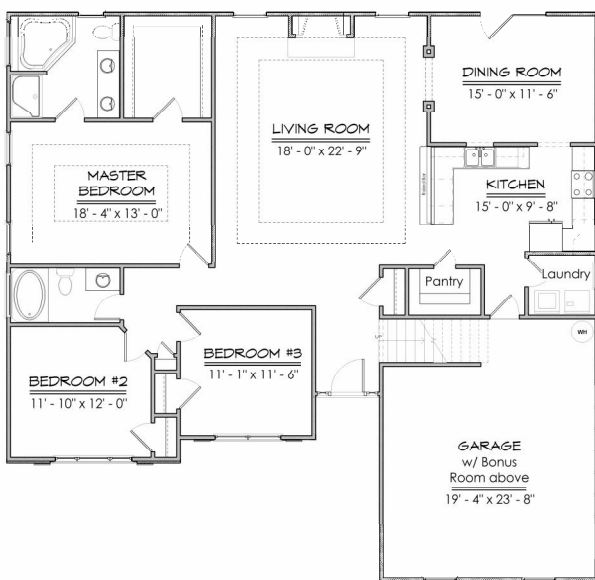 DINING ROOM
15' - 0" x 11' - 6"
LIVING ROOM
18' - 0" x 22' - 9"
MASTER
BEDROOM
18' - 4" x 13' - 0"
KITCHEN
15' - 0" x 9' - 8"
Pantry
Laundry
WH
BEDROOM #2
11' - 10" x 12' - 0"
BEDROOM #3
11' - 1" x 11' - 6"
GARAGE
w/ Bonus
Room above
19' - 4" x 23' - 8"